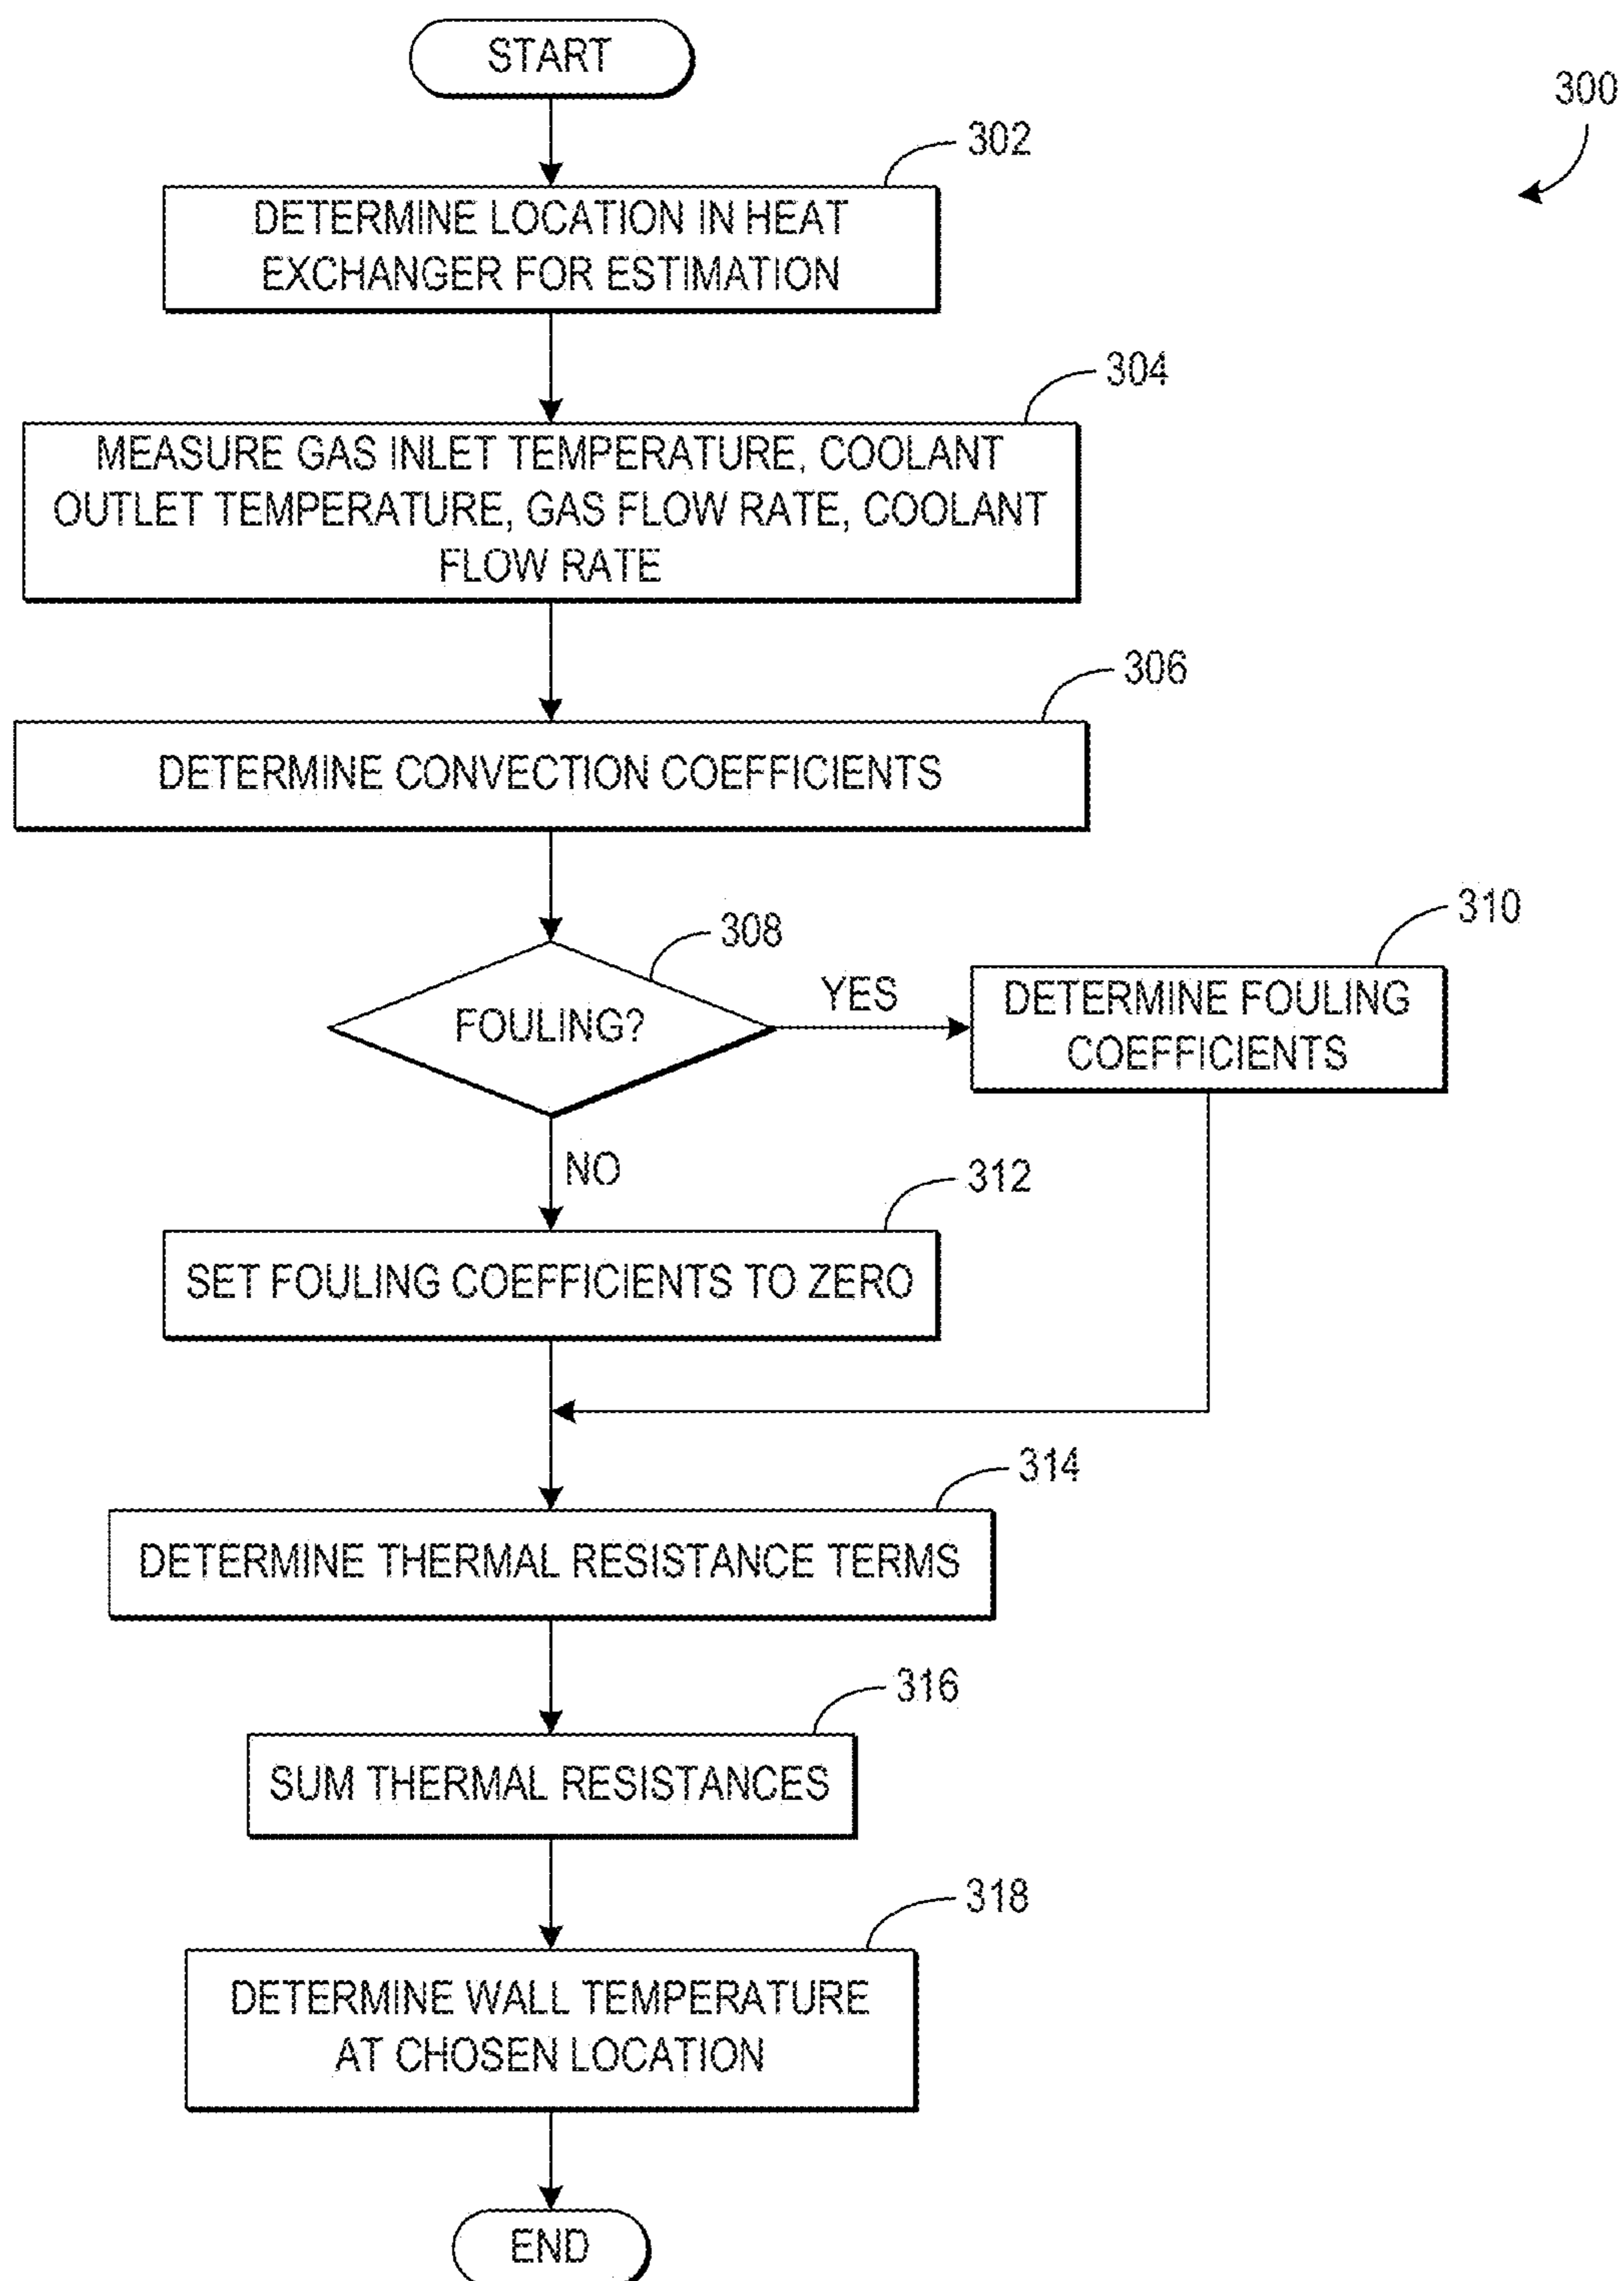 START
300
302
DETERMINE LOCATION IN HEAT
EXCHANGER FOR ESTIMATION
304
MEASURE GAS INLET TEMPERATURE, COOLANT
OUTLET TEMPERATURE, GAS FLOW RATE, COOLANT
FLOW RATE
306
DETERMINE CONVECTION COEFFICIENTS
308
FOULING?
YES
310
DETERMINE FOULING
COEFFICIENTS
NO
312
SET FOULING COEFFICIENTS TO ZERO
314
DETERMINE THERMAL RESISTANCE TERMS
316
SUM THERMAL RESISTANCES
318
DETERMINE WALL TEMPERATURE
AT CHOSEN LOCATION
END